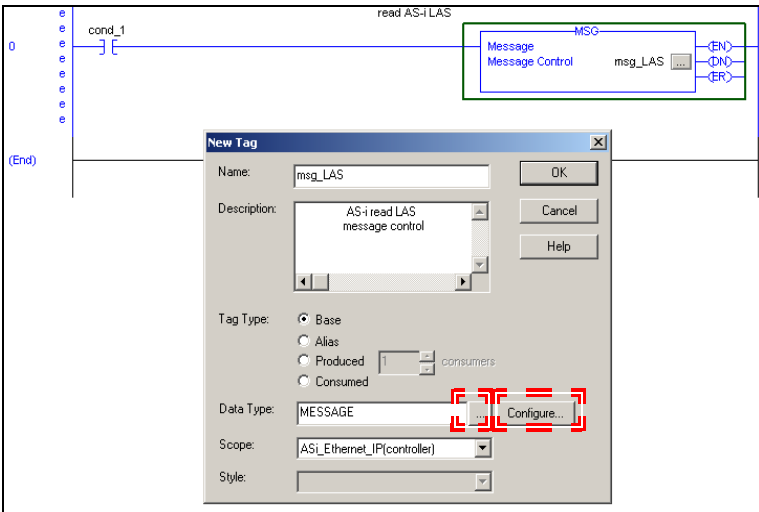 read AS-i LAS
e
e
e
e
e
e
e
e
0
cond_1
MSG
Message
Message Control
msg_LAS
...
EN
DN
ER
(End)
New Tag
Name:
msg_LAS
OK
Description:
AS-i read LAS
message control
Cancel
Help
Tag Type:
Base
Alias
Produced
1
consumers
Consumed
Data Type:
MESSAGE
...
Configure...
Scope:
ASi_Ethernet_IP(controller)
Style: